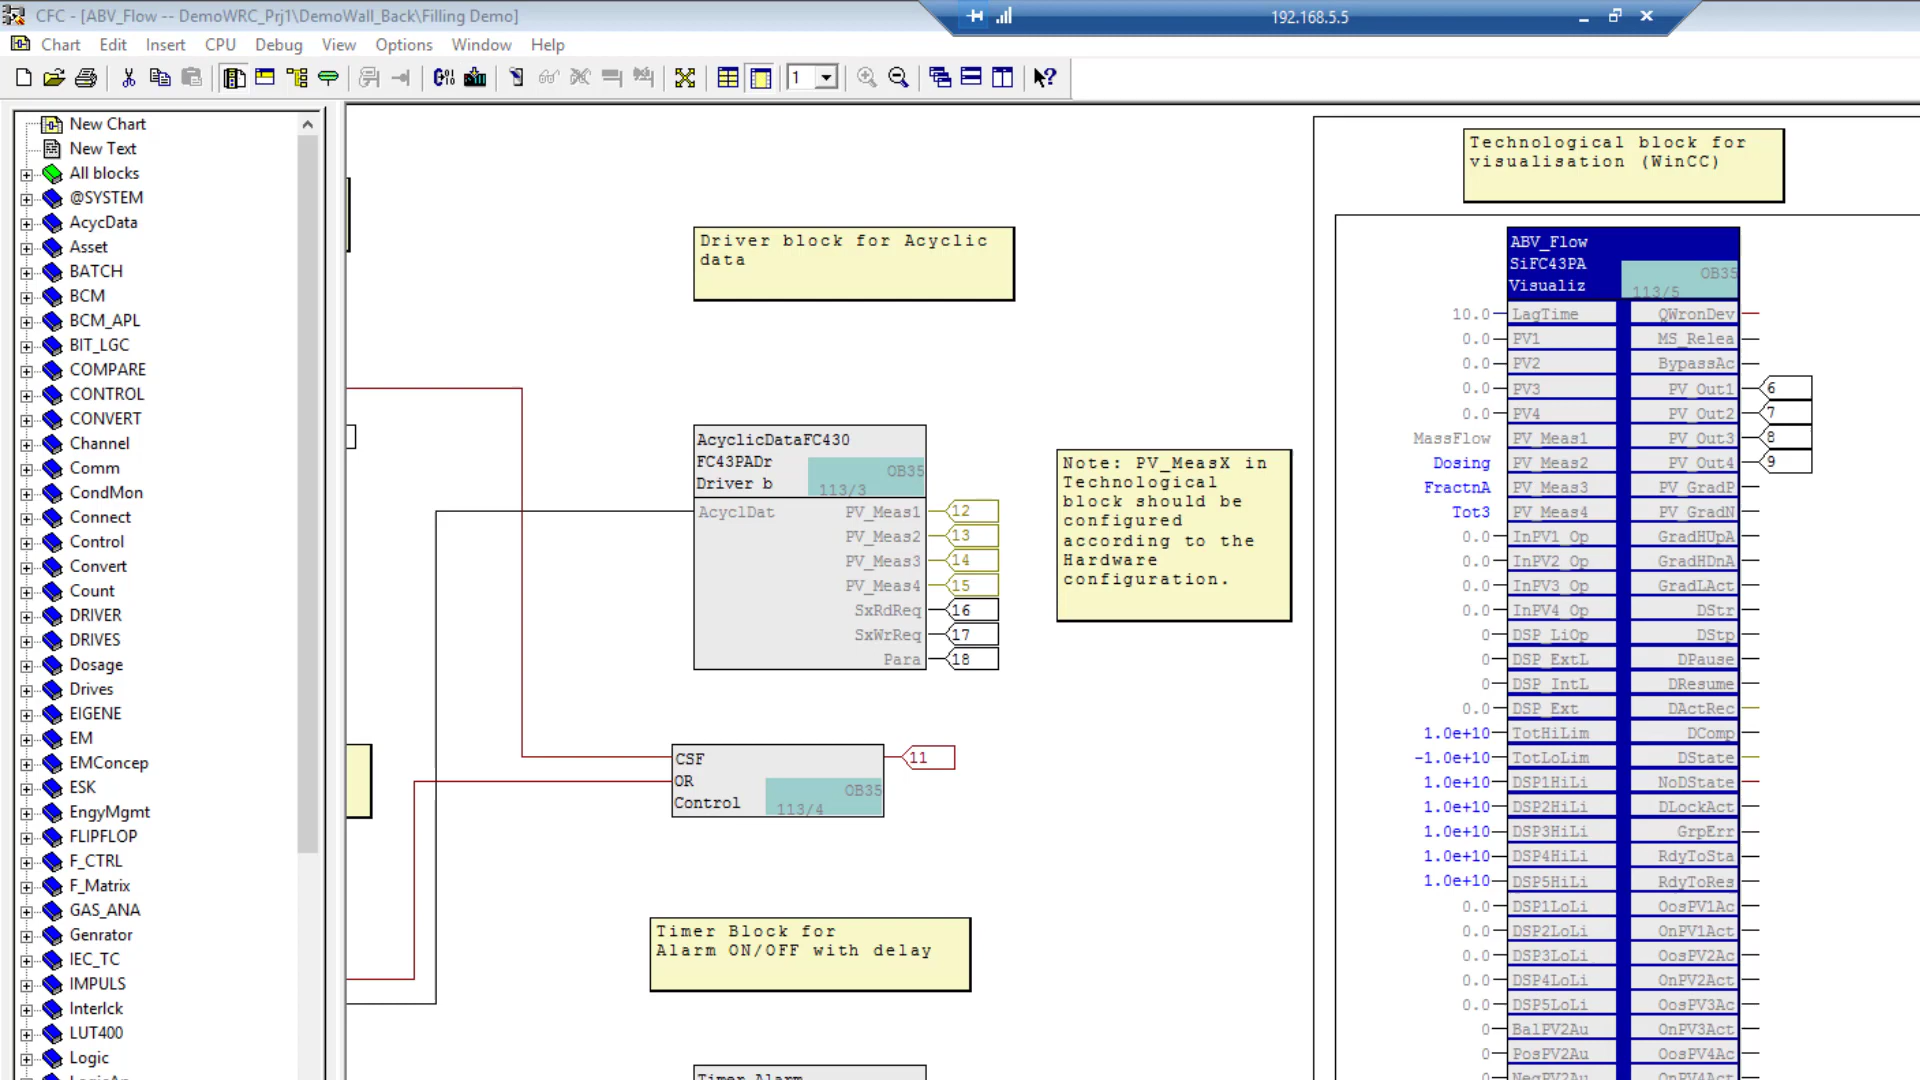 CFC - [ABV_Flow -- DemoWRC_Prj1\DemoWall_Back\Filling Demo]
192.168.5.5
Chart Edit Insert CPU Debug View Options Window Help
1
New Chart
New Text
All blocks
@SYSTEM
AcycData
Asset
BATCH
BCM
BCM_APL
BIT_LGC
COMPARE
CONTROL
CONVERT
Channel
Comm
CondMon
Connect
Control
Convert
Count
DRIVER
DRIVES
Dosage
Drives
EIGENE
EM
EMConcep
ESK
EngyMgmt
FLIPFLOP
F_CTRL
F_Matrix
GAS_ANA
Genrator
IEC_TC
IMPULS
Interlck
LUT400
Logic
Driver block for Acyclic
data
AcyclicDataFC430
FC43PADr
OB35
Driver b
113/3
AcyclDat PV_Meas1 12
PV_Meas2 13
PV_Meas3 14
PV_Meas4 15
SxRdReq 16
SxWrReq 17
Para 18
Note: PV_MeasX in
Technological
block should be
configured
according to the
Hardware
configuration.
CSF
OR
OB35
Control
113/4
11
Timer Block for
Alarm ON/OFF with delay
Timer Alarm
Technological block for
visualisation (WinCC)
ABV_Flow
SiFC43PA
OB35
Visualiz
113/5
10.0 LagTime QWronDev
0.0 PV1 MS_Relea
0.0 PV2 BypassAc
0.0 PV3 PV_Out1 6
0.0 PV4 PV_Out2 7
MassFlow PV_Meas1 PV_Out3 8
Dosing PV_Meas2 PV_Out4 9
FractnA PV_Meas3 PV_GradP
Tot3 PV_Meas4 PV_GradN
0.0 InPV1_Op GradHUpA
0.0 InPV2_Op GradHDnA
0.0 InPV3_Op GradLAct
0.0 InPV4_Op DStr
0 DSP_LiOp DStp
0 DSP_ExtL DPause
0 DSP_IntL DResume
0.0 DSP_Ext DActRec
1.0e+10 TotHiLim DComp
-1.0e+10 TotLoLim DState
1.0e+10 DSP1HiLi NoDState
1.0e+10 DSP2HiLi DLockAct
1.0e+10 DSP3HiLi GrpErr
1.0e+10 DSP4HiLi RdyToSta
1.0e+10 DSP5HiLi RdyToRes
0.0 DSP1LoLi OosPV1Ac
0.0 DSP2LoLi OnPV1Act
0.0 DSP3LoLi OosPV2Ac
0.0 DSP4LoLi OnPV2Act
0.0 DSP5LoLi OosPV3Ac
0 BalPV2Au OnPV3Act
0 PosPV2Au OosPV4Ac
NegPV2Au OnPV4Act